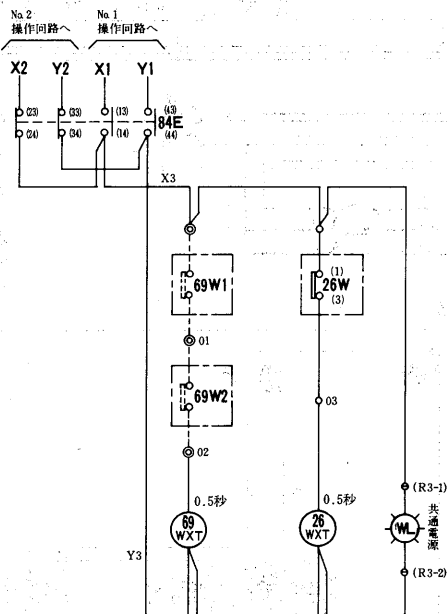 No.2 No.1
操作回路へ 操作回路へ
X2 Y2 X1 Y1
(23) (33) (13) (43)
84E
(24) (34) (14) (44)
X3
69W1
(1)
26W
(3)
01
69W2
03
02
(R3-1)
0.5秒 0.5秒
69
WXT
26
WXT
WL
共通電源
Y3
(R3-2)